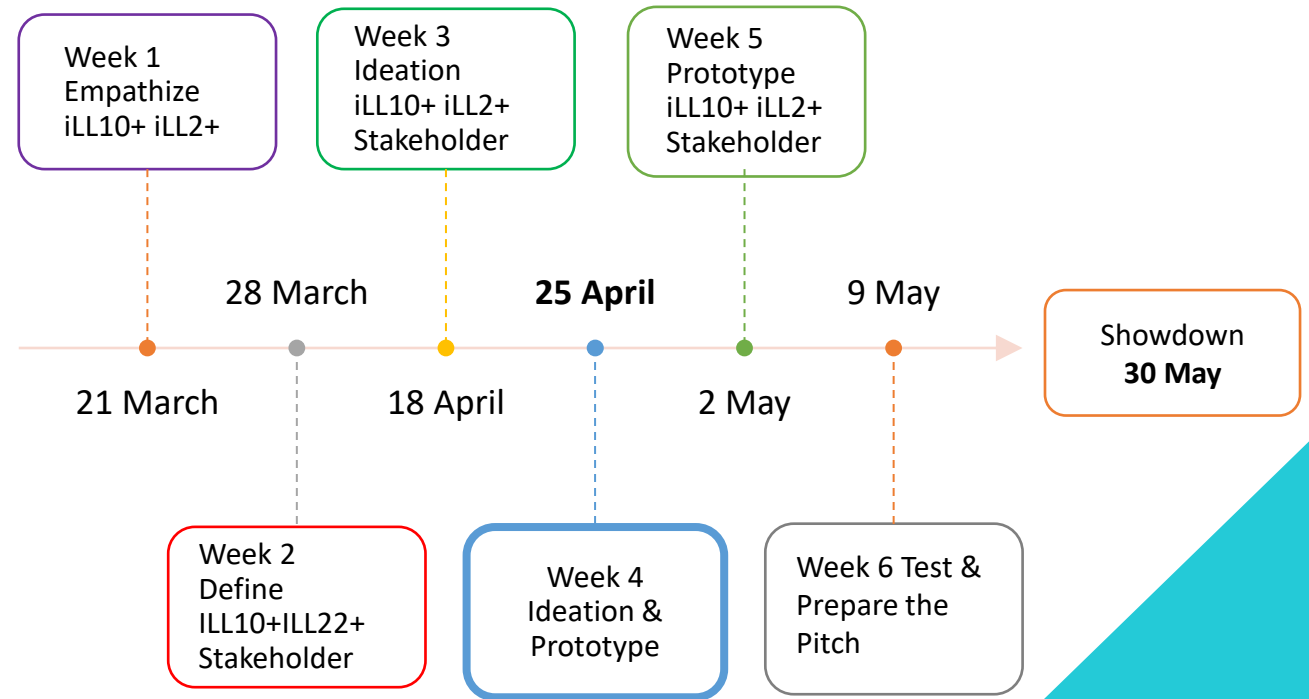 Week 1
Empathize
iLL10+ iLL2+
Week 3
Ideation
iLL10+ iLL2+
Stakeholder
Week 5
Prototype
iLL10+ iLL2+
Stakeholder
28 March
25 April
9 May
21 March
18 April
2 May
Showdown
30 May
Week 2
Define
ILL10+ILL22+
Stakeholder
Week 4
Ideation &
Prototype
Week 6 Test &
Prepare the
Pitch